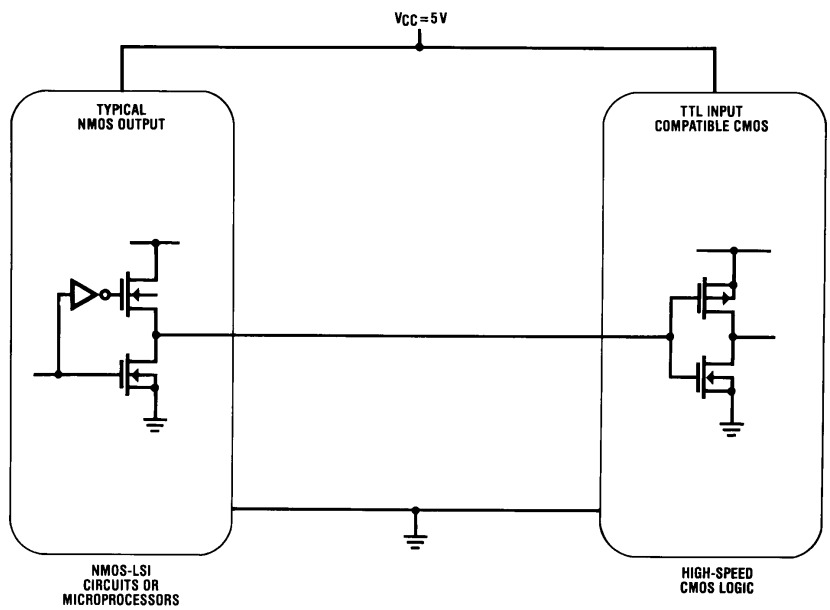 VCC=5V
TYPICAL
NMOS OUTPUT
TTL INPUT
COMPATIBLE CMOS
NMOS-LSI
CIRCUITS OR
MICROPROCESSORS
HIGH-SPEED
CMOS LOGIC